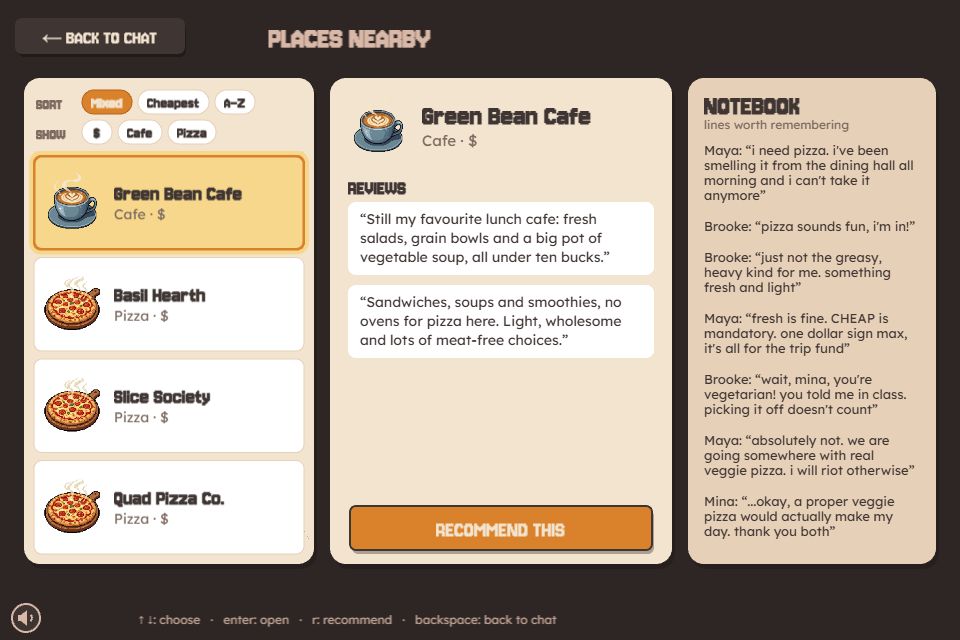 ← BACK TO CHAT
PLACES NEARBY
SORT
Mixed
Cheapest
A-Z
SHOW
$
Cafe
Pizza
Green Bean Cafe
Cafe · $
Basil Hearth
Pizza · $
Slice Society
Pizza · $
Quad Pizza Co.
Pizza · $
Green Bean Cafe
Cafe · $
REVIEWS
“Still my favourite lunch cafe: fresh
salads, grain bowls and a big pot of
vegetable soup, all under ten bucks.”
“Sandwiches, soups and smoothies, no
ovens for pizza here. Light, wholesome
and lots of meat-free choices.”
RECOMMEND THIS
NOTEBOOK
lines worth remembering
Maya: “i need pizza. i've been
smelling it from the dining hall all
morning and i can't take it
anymore”
Brooke: “pizza sounds fun, i'm in!”
Brooke: “just not the greasy,
heavy kind for me. something
fresh and light”
Maya: “fresh is fine. CHEAP is
mandatory. one dollar sign max,
it's all for the trip fund”
Brooke: “wait, mina, you're
vegetarian! you told me in class.
picking it off doesn't count”
Maya: “absolutely not. we are
going somewhere with real
veggie pizza. i will riot otherwise”
Mina: “...okay, a proper veggie
pizza would actually make my
day. thank you both”
↑ ↓: choose · enter: open · r: recommend · backspace: back to chat